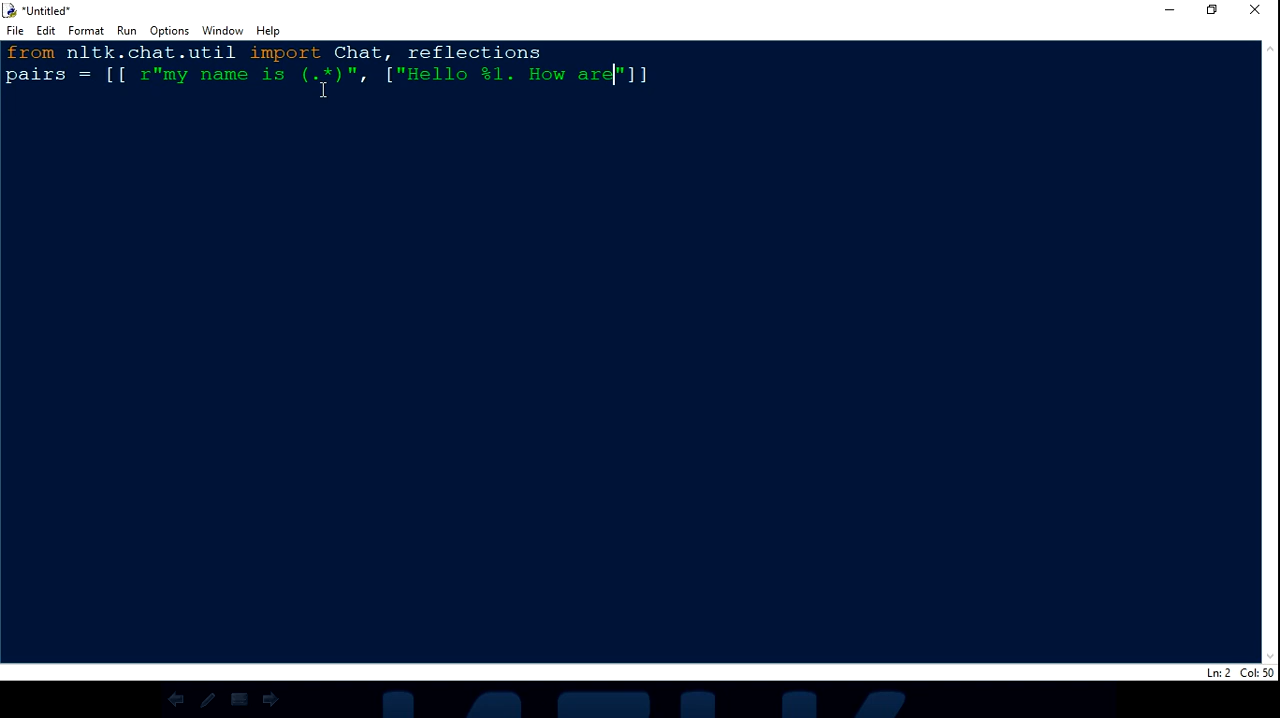 *Untitled*
File Edit Format Run Options Window Help
from nltk.chat.util import Chat, reflections
pairs = [[ r"my name is (.*)", ["Hello %1. How are"]]
Ln: 2 Col: 50